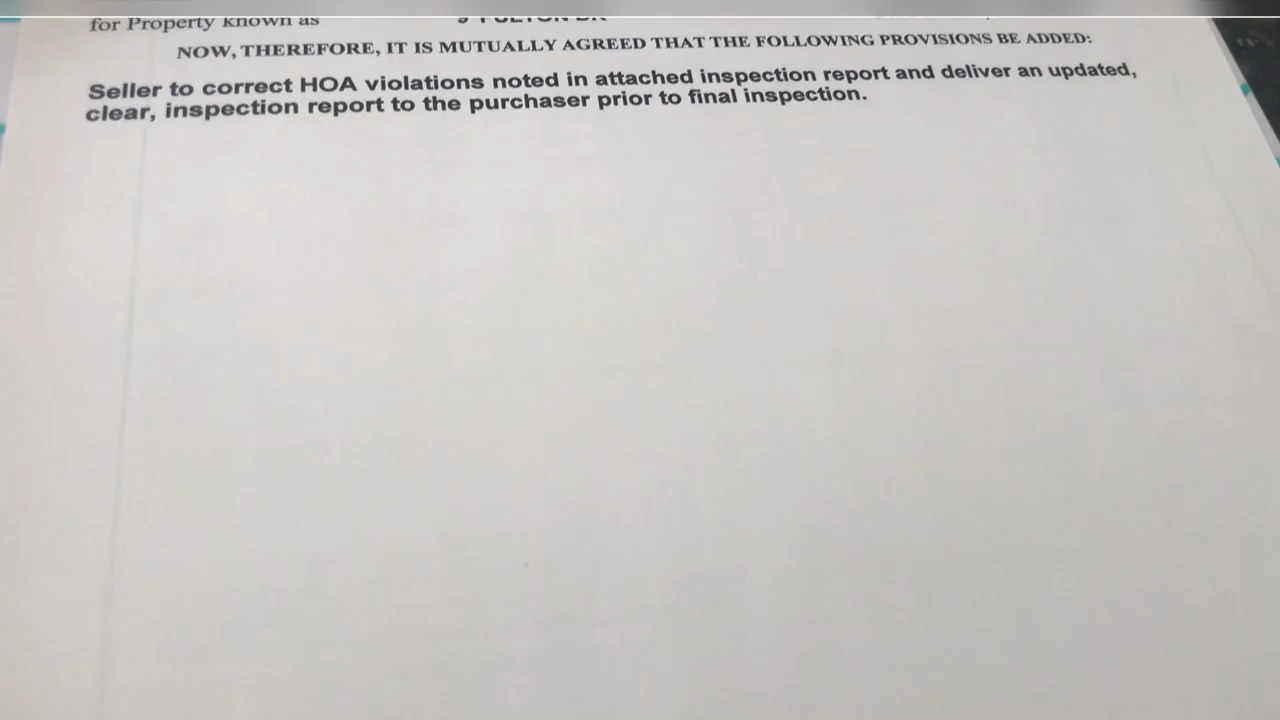 for Property known as
NOW, THEREFORE, IT IS MUTUALLY AGREED THAT THE FOLLOWING PROVISIONS BE ADDED:
Seller to correct HOA violations noted in attached inspection report and deliver an updated,
clear, inspection report to the purchaser prior to final inspection.